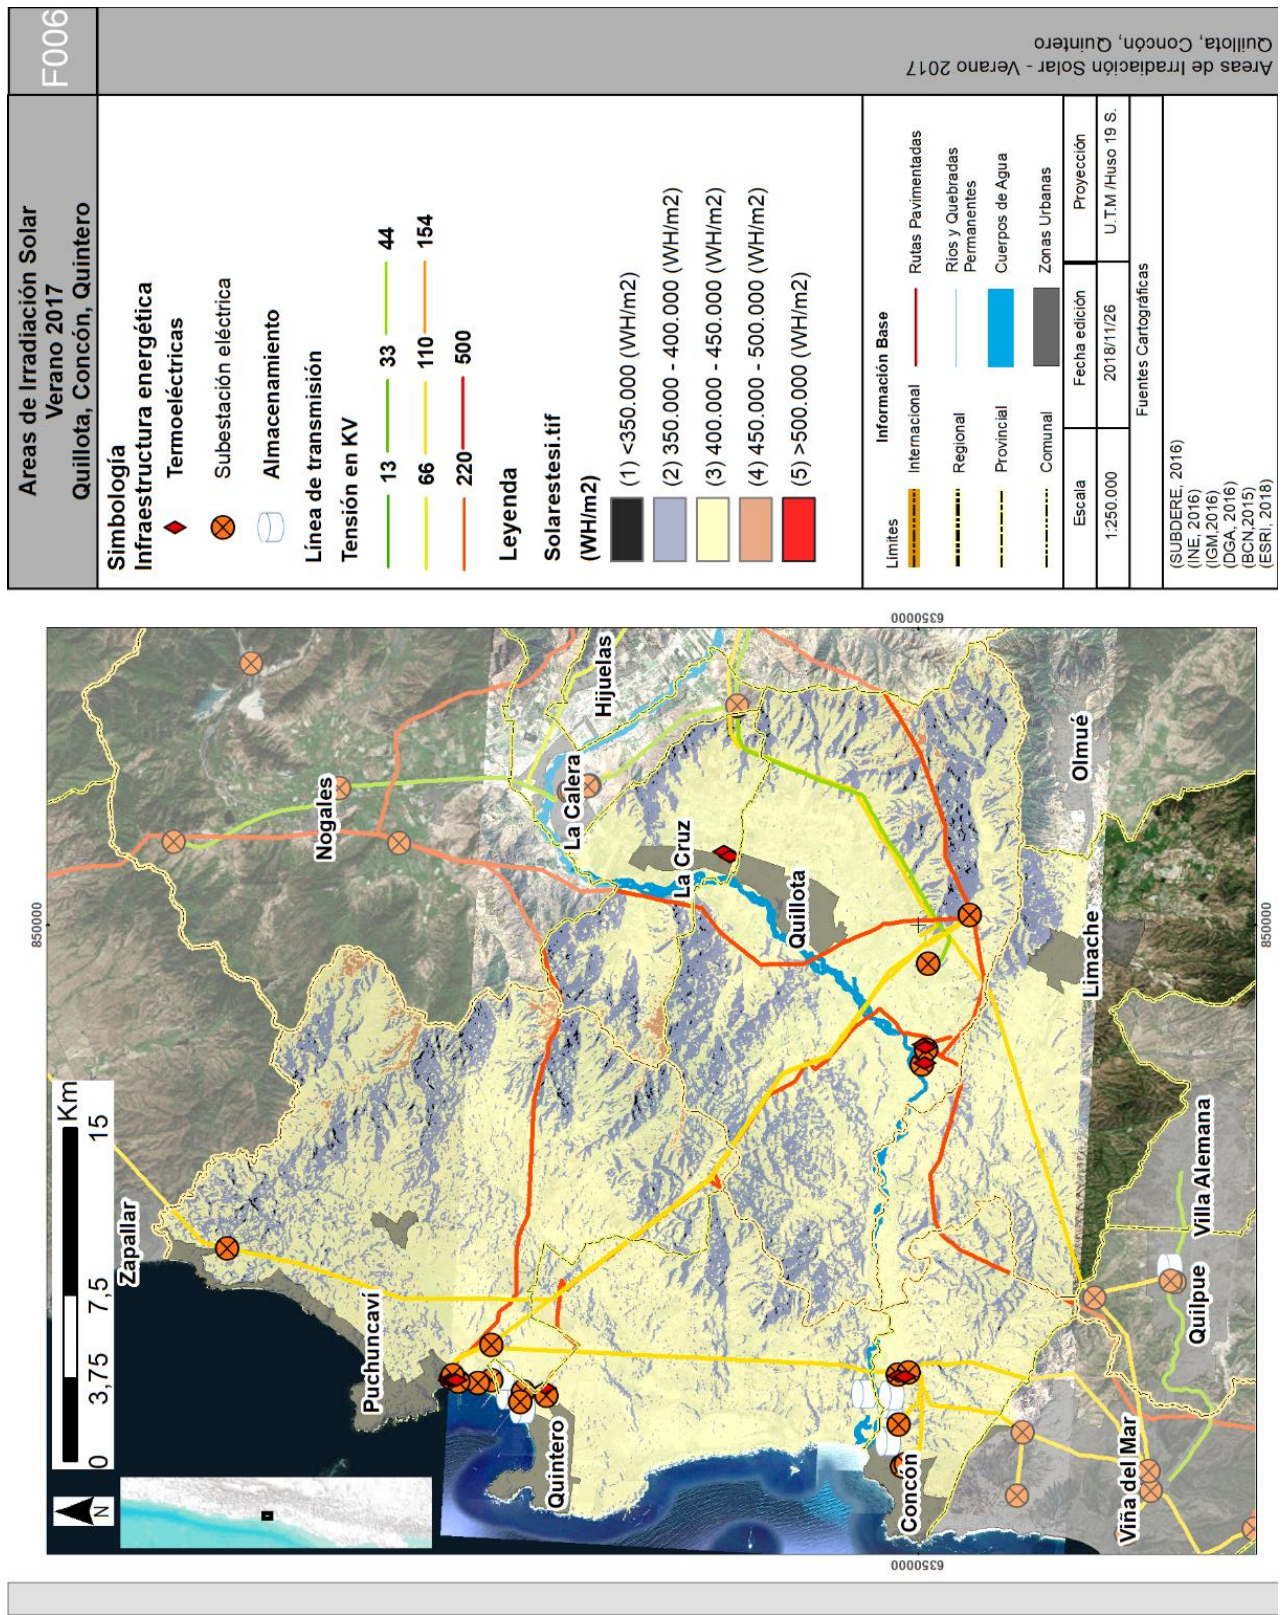 Areas de Irradiación Solar
Verano 2017
Quillota, Concón, Quintero
F006
Simbología
Infraestructura energética
Termoeléctricas
Subestación eléctrica
Almacenamiento
Línea de transmisión
Tensión en KV
13 33 44
66 110 154
220 500
Leyenda
Solarestesi.tif
(WH/m2)
(1) <350.000 (WH/m2)
(2) 350.000 - 400.000 (WH/m2)
(3) 400.000 - 450.000 (WH/m2)
(4) 450.000 - 500.000 (WH/m2)
(5) >500.000 (WH/m2)
Información Base
Limites
Internacional
Regional
Provincial
Comunal
Rutas Pavimentadas
Rios y Quebradas
Permanentes
Cuerpos de Agua
Zonas Urbanas
Escala
Fecha edición
Proyección
1:250.000
2018/11/26
U.T.M /Huso 19 S.
Fuentes Cartográficas
(SUBDERE, 2016)
(INE, 2016)
(IGM,2016)
(DGA, 2016)
(BCN,2015)
(ESRI, 2018)
Areas de Irradiación Solar - Verano 2017
Quillota, Concón, Quintero
N
0 3,75 7,5 15
Km
850000
850000
6350000
6350000
Zapallar
Puchuncaví
Nogales
Quintero
La Calera
Hijuelas
La Cruz
Quillota
Concón
Limache
Olmué
Viña del Mar
Quilpue
Villa Alemana